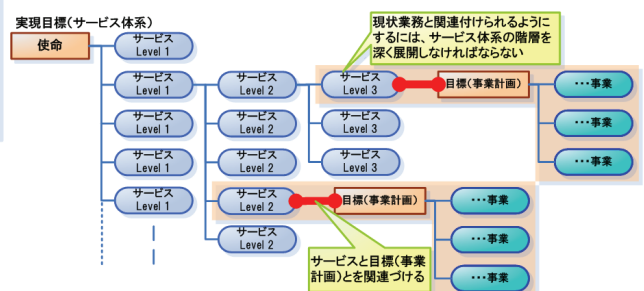 実現目標(サービス体系)
使命
サービス
Level 1
現状業務と関連付けられるように
するには、サービス体系の階層を
深く展開しなければならない
サービス
Level 1
サービス
Level 2
サービス
Level 3
目標(事業計画)
…事業
サービス
Level 1
サービス
Level 2
サービス
Level 3
…事業
サービス
Level 1
サービス
Level 2
サービス
Level 3
…事業
サービス
Level 1
サービス
Level 2
目標(事業計画)
…事業
サービス
Level 2
…事業
サービスと目標(事業
計画)とを関連づける
…事業